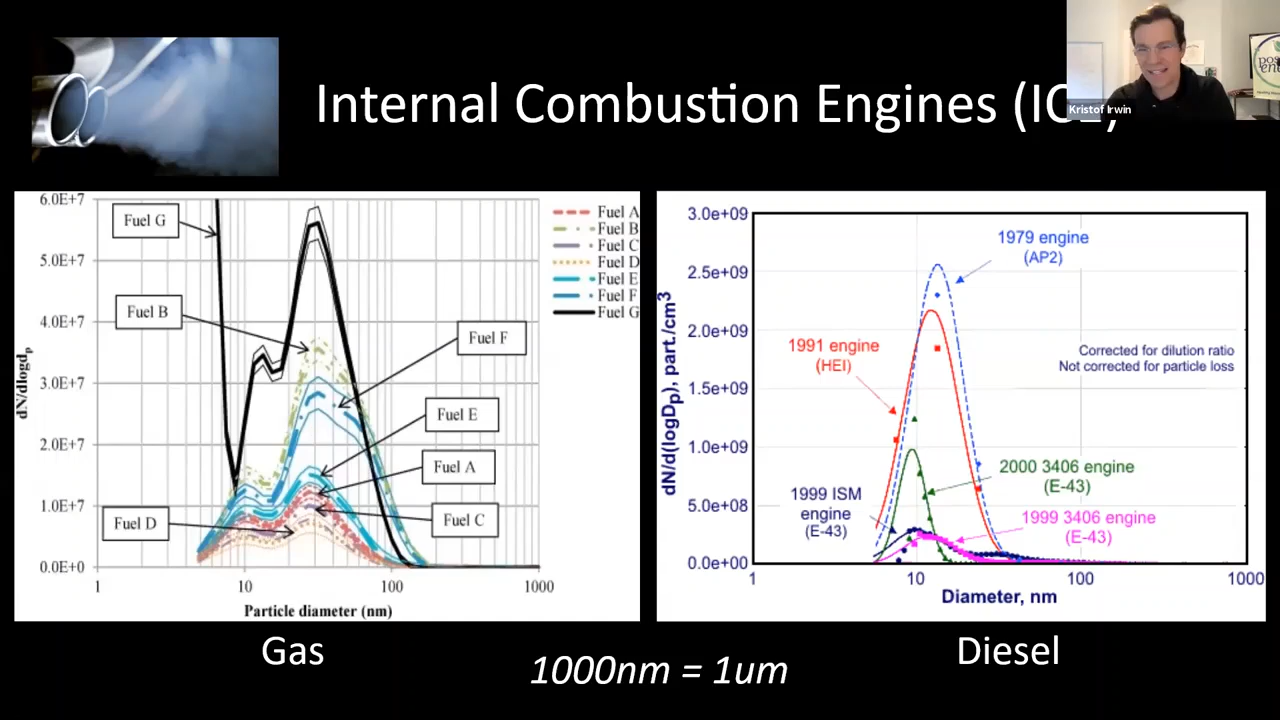 Internal Combustion Engines (ICE)
Kristof Irwin
6.0E+7
5.0E+7
4.0E+7
3.0E+7
2.0E+7
1.0E+7
0.0E+0
dN/dlogdp
Fuel G
Fuel B
Fuel F
Fuel E
Fuel A
Fuel C
Fuel D
Fuel A
Fuel B
Fuel C
Fuel D
Fuel E
Fuel F
Fuel G
1 10 100 1000
Particle diameter (nm)
3.0e+09
2.5e+09
2.0e+09
1.5e+09
1.0e+09
5.0e+08
0.0e+00
dN/d(logDp), part./cm3
1979 engine
(AP2)
1991 engine
(HEI)
Corrected for dilution ratio
Not corrected for particle loss
2000 3406 engine
(E-43)
1999 ISM
engine
(E-43)
1999 3406 engine
(E-43)
1 10 100 1000
Diameter, nm
Gas
Diesel
1000nm = 1um